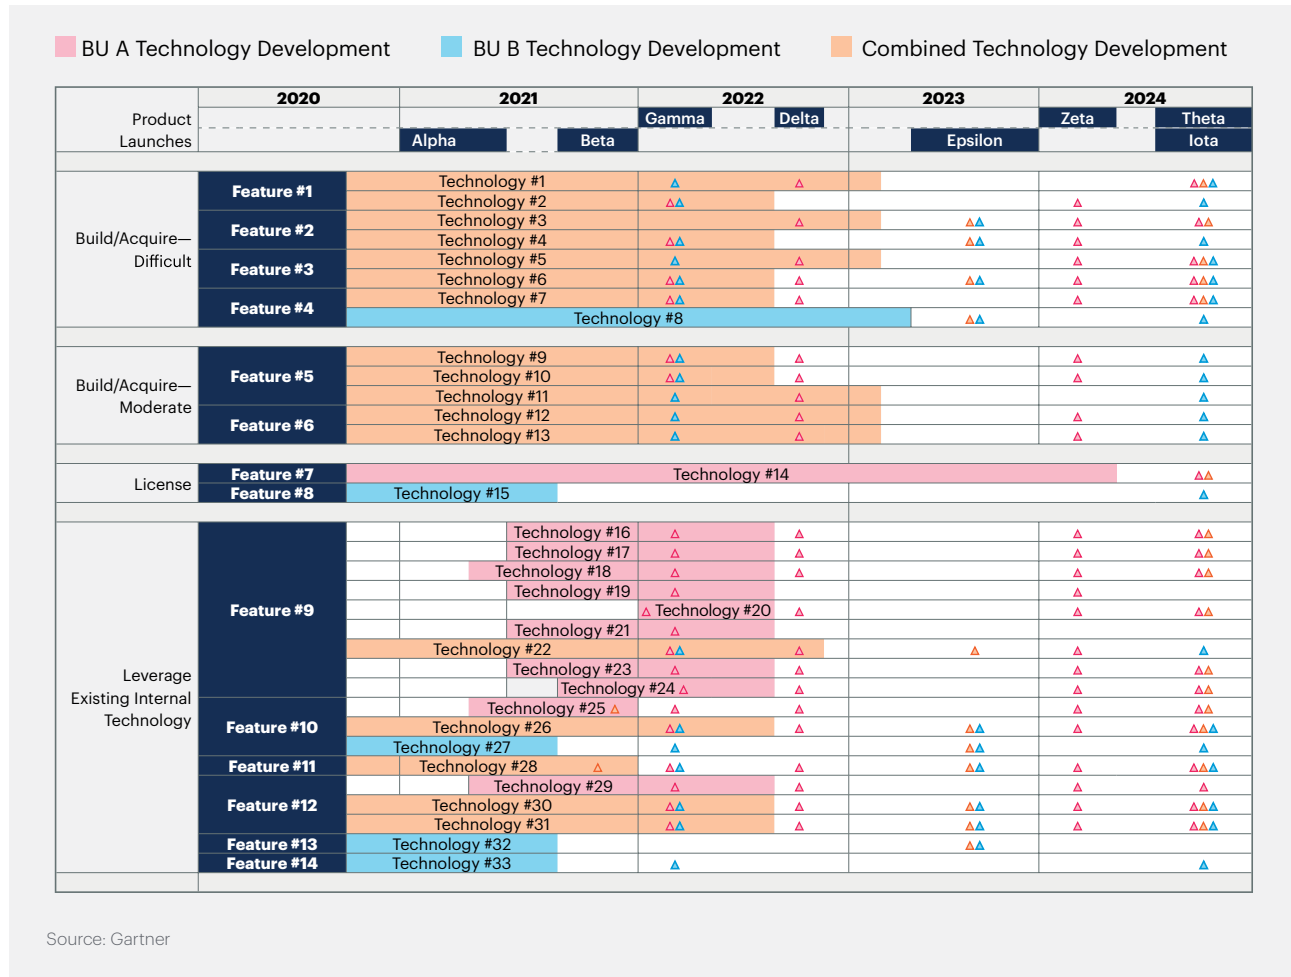 BU A Technology Development BU B Technology Development Combined Technology Development
2020 2021 2022 2023 2024
Product Launches
Gamma Delta Zeta Theta
Alpha Beta Epsilon Iota
Build/Acquire—
Difficult
Feature #1
Technology #1
Technology #2
Feature #2
Technology #3
Technology #4
Feature #3
Technology #5
Technology #6
Feature #4
Technology #7
Technology #8
Build/Acquire—
Moderate
Feature #5
Technology #9
Technology #10
Technology #11
Feature #6
Technology #12
Technology #13
License
Feature #7
Technology #14
Feature #8
Technology #15
Leverage
Existing Internal
Technology
Feature #9
Technology #16
Technology #17
Technology #18
Technology #19
Technology #20
Technology #21
Technology #22
Technology #23
Technology #24
Feature #10
Technology #25
Technology #26
Technology #27
Feature #11
Technology #28
Feature #12
Technology #29
Technology #30
Technology #31
Feature #13
Technology #32
Feature #14
Technology #33
Source: Gartner